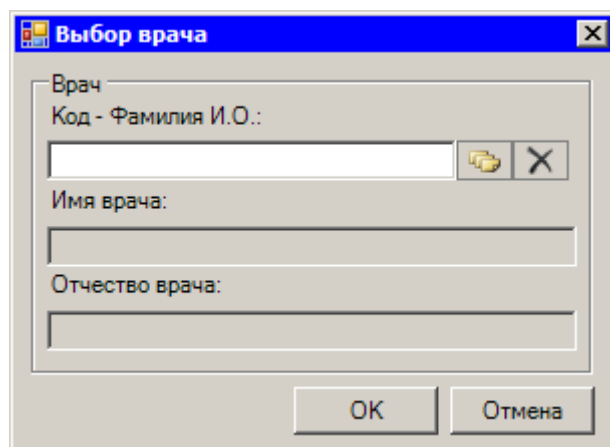 Выбор врача
Врач
Код - Фамилия И.О.:
Имя врача:
Отчество врача:
OK
Отмена